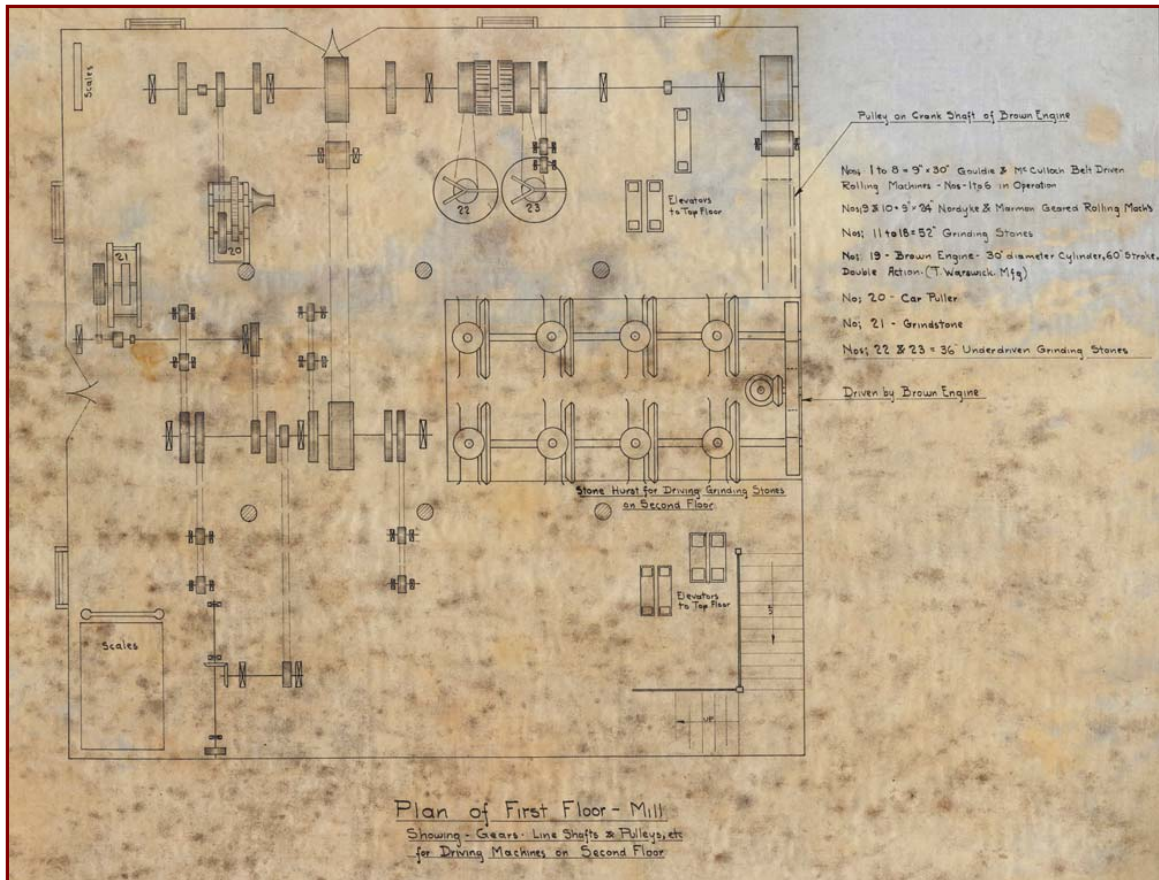 Scales
22
23
20
21
Elevators
to Top Floor
Pulley on Crank Shaft of Brown Engine
Nos; 1 to 8 = 9" x 30" Gouldie & McCulloch Belt Driven
Rolling Machines - Nos - 1 to 6 in Operation
Nos; 9 & 10 = 9" x 24" Nordyke & Marmon Geared Rolling Mach's
Nos; 11 to 18 = 52" Grinding Stones
No; 19 - Brown Engine - 30" diameter Cylinder, 60" Stroke,
Double Action. (T. Warswick. Mfg)
No; 20 - Car Puller
No; 21 - Grindstone
Nos; 22 & 23 = 36" Underdriven Grinding Stones
Driven by Brown Engine
Stone Hurst for Driving Grinding Stones
on Second Floor.
Elevators
to Top Floor
UP
Scales
UP
Plan of First Floor - Mill
Showing - Gears - Line Shafts & Pulleys, etc
for Driving Machines on Second Floor